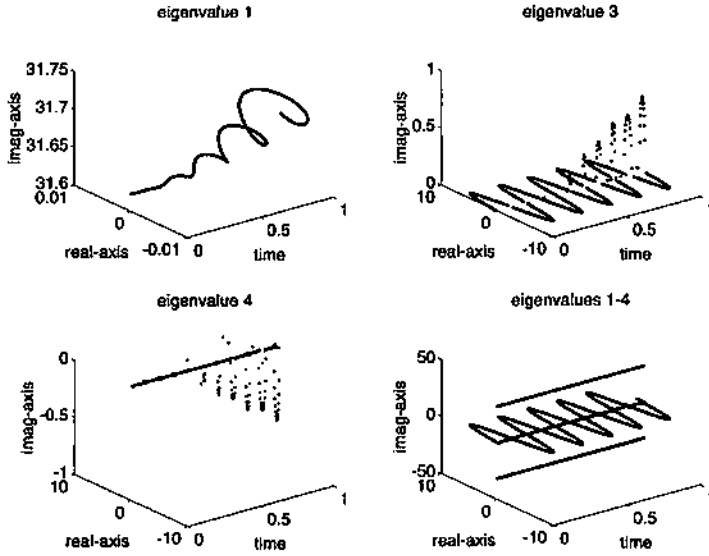 eigenvalue 1
31.75
31.7
31.65
31.6
imag-axis
0.01
0
-0.01
real-axis
0
0.5
1
time
eigenvalue 3
1
0.5
0
imag-axis
10
0
-10
real-axis
0
0.5
time
eigenvalue 4
0
-0.5
-1
imag-axis
10
0
-10
real-axis
0
0.5
1
time
eigenvalues 1-4
50
0
-50
imag-axis
10
0
-10
real-axis
0
0.5
time